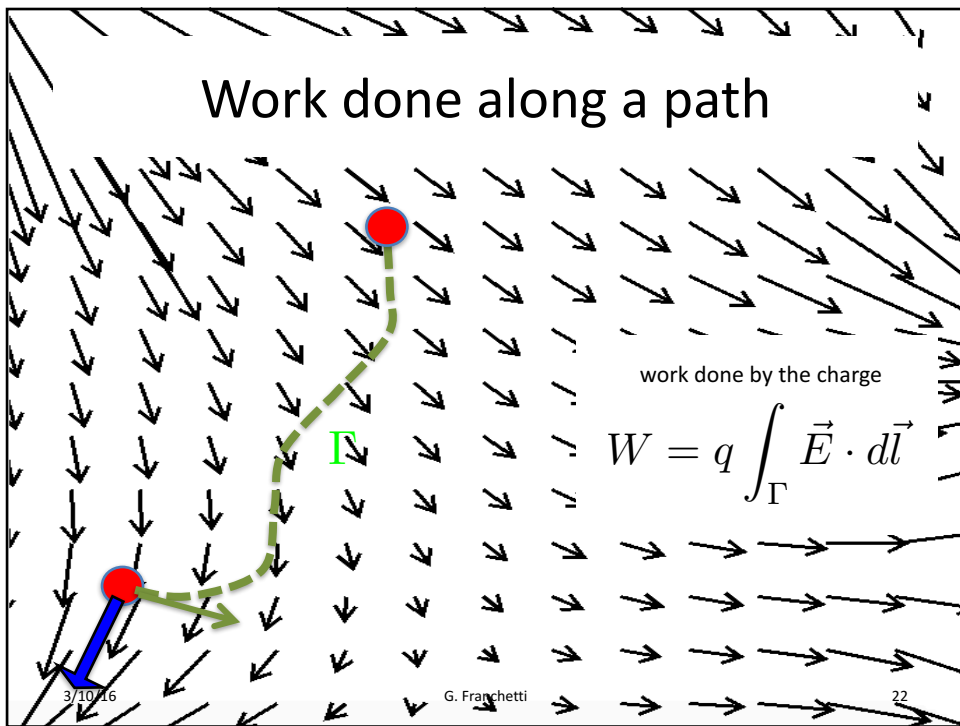 Work done along a path
work done by the charge
W = q ∫_Γ E⃗ · dl⃗
Γ
3/10/16
G. Franchetti
22